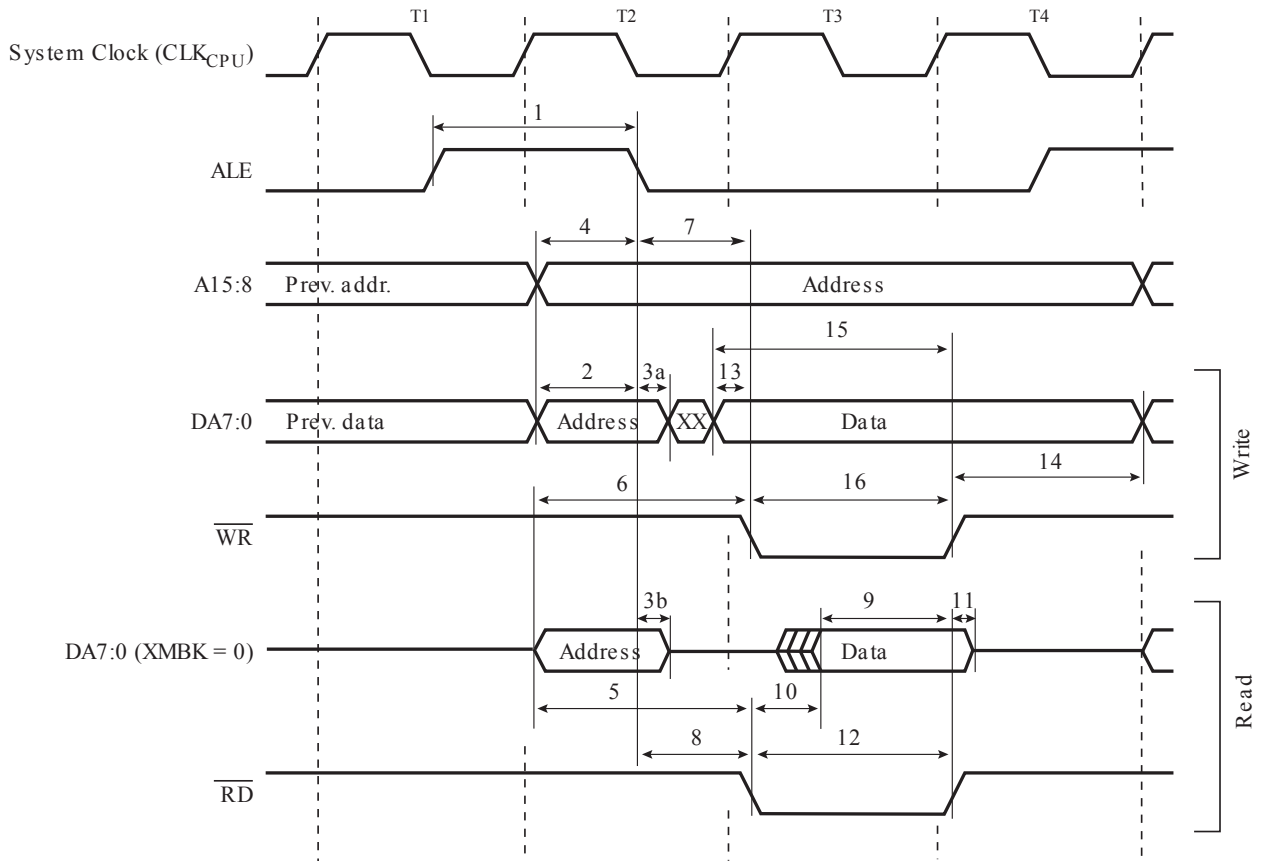 T1 T2 T3 T4
System Clock (CLKCPU)
1
ALE
4 7
A15:8 Prev. addr. Address
15
2 3a 13
DA7:0 Prev. data Address XX Data
14
6 16
WR
Write
3b 9 11
DA7:0 (XMBK = 0) Address Data
5 10
8 12
RD
Read